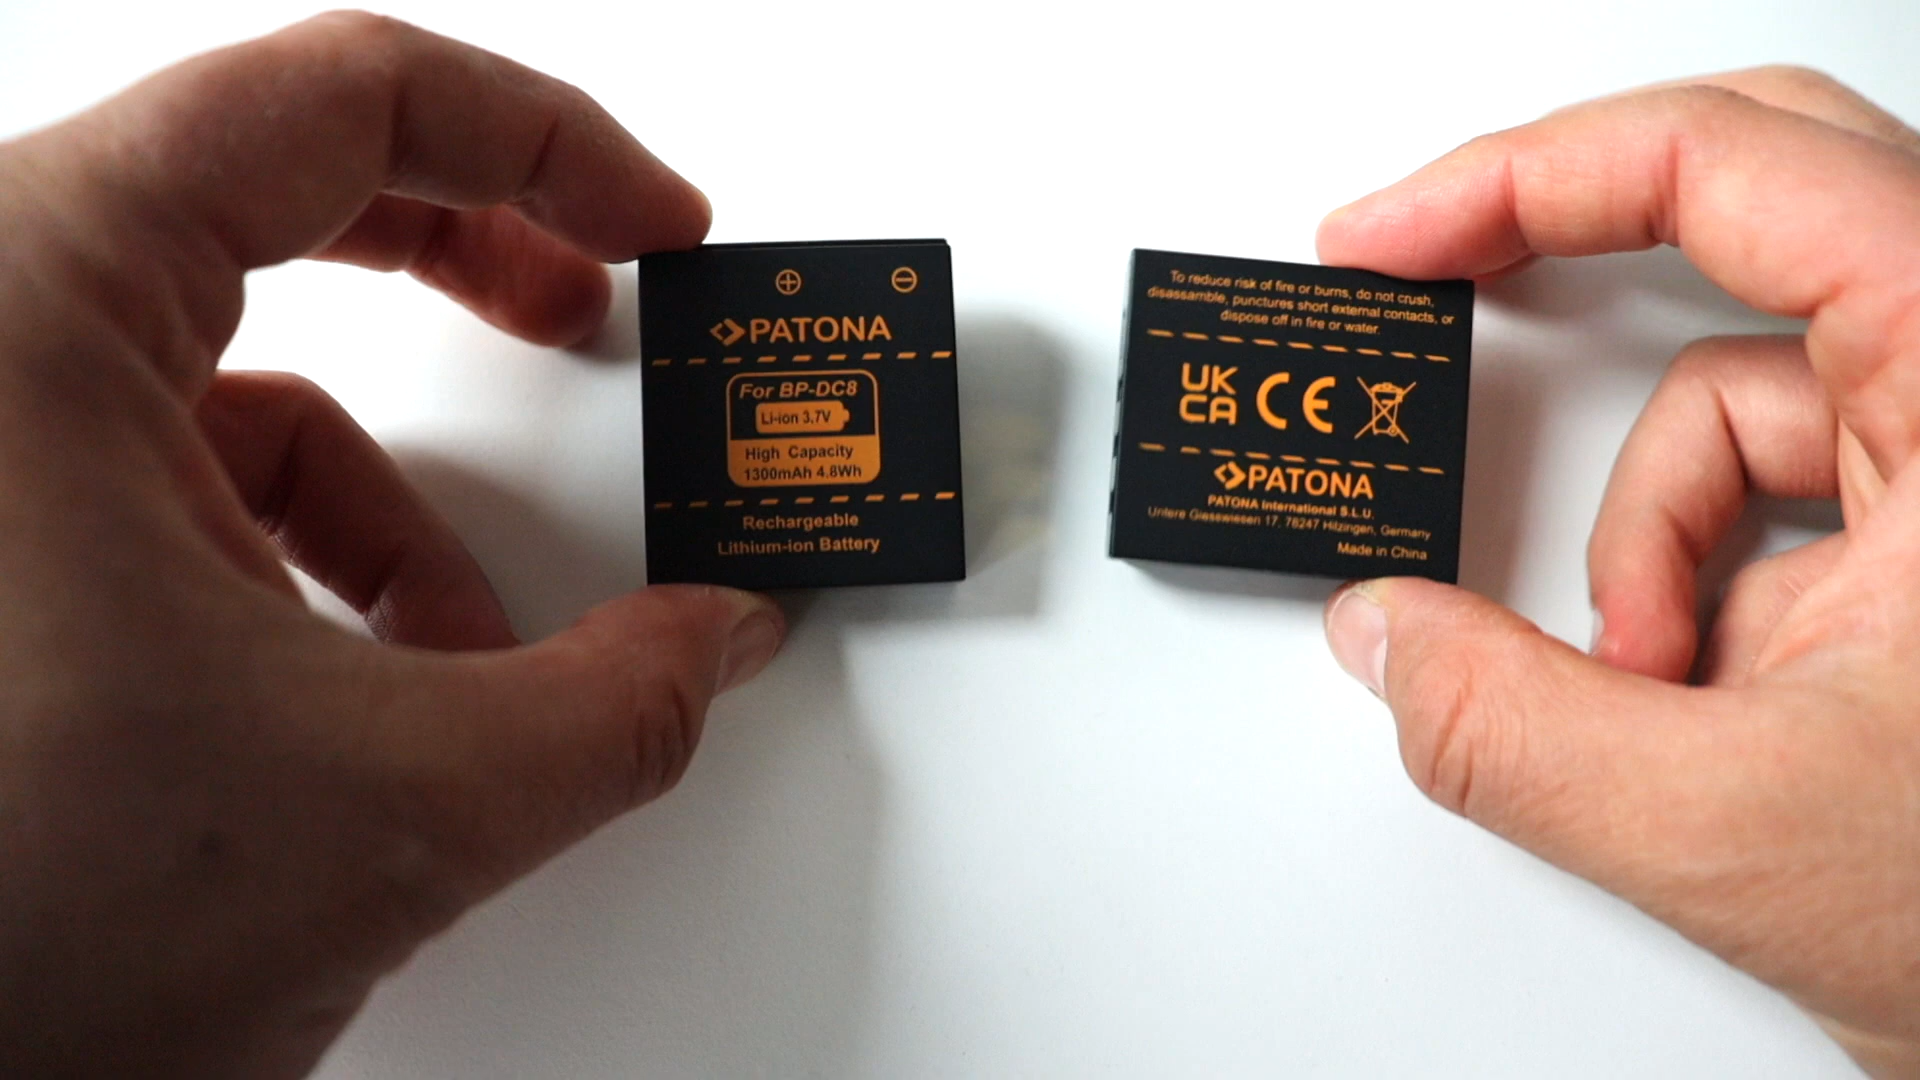 PATONA
For BP-DC8
Li-ion 3.7V
High Capacity
1300mAh 4.8Wh
Rechargeable
Lithium-ion Battery
To reduce risk of fire or burns, do not crush,
disassamble, punctures short external contacts, or
dispose off in fire or water.
UK
CA
CE
PATONA
PATONA International S.L.U.
Untere Giesewiesen 17, 78247 Hilzingen, Germany
Made in China